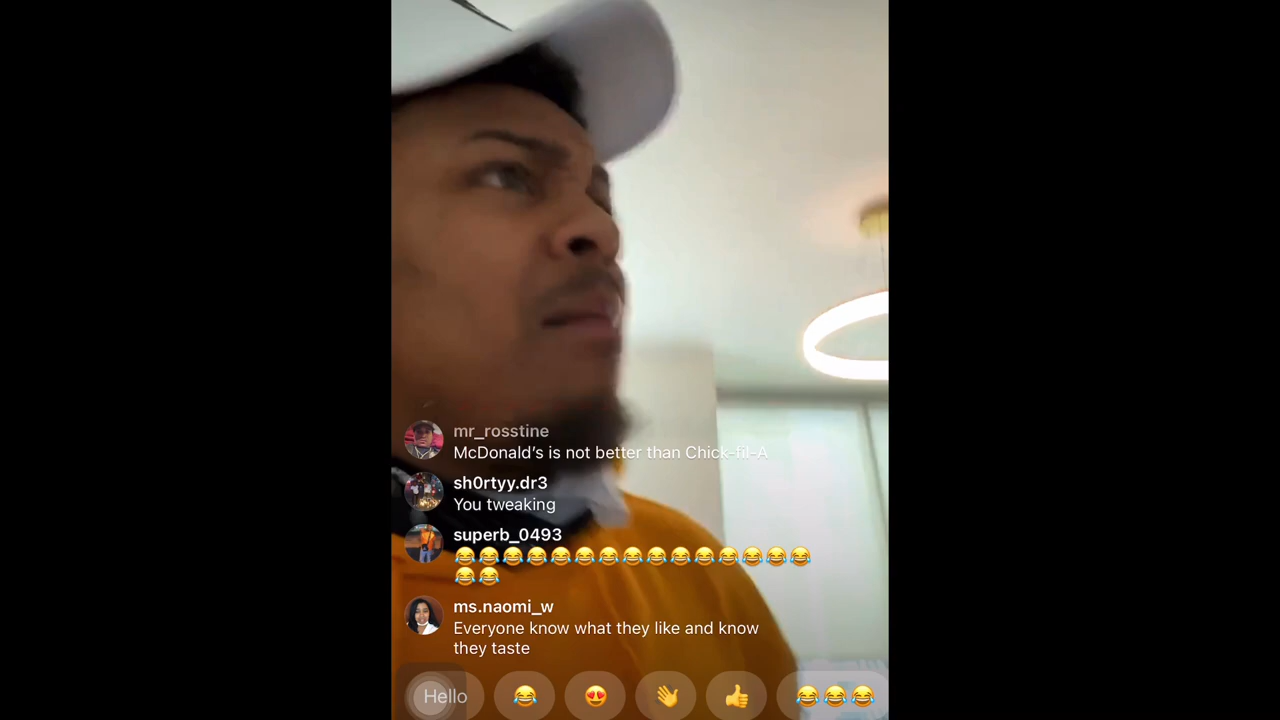 mr_rosstine
McDonald's is not better than Chick-fil-A
sh0rtyy.dr3
You tweaking
superb_0493
😂😂😂😂😂😂😂😂😂😂😂😂😂😂😂
😂😂
ms.naomi_w
Everyone know what they like and know
they taste
Hello 😂 😍 👋 👍 😂😂😂